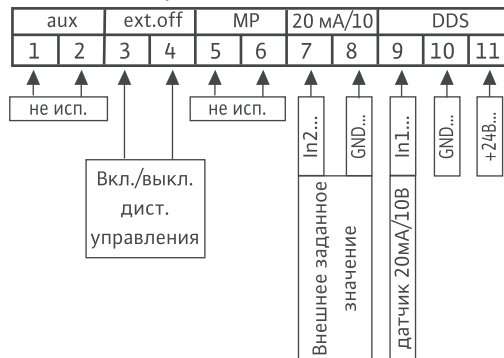 aux ext.off MP 20 мА/10 DDS
1 2 3 4 5 6 7 8 9 10 11
не исп. не исп.
In2... GND... In1... GND... +24В...
Вкл./выкл.
дист.
управления
Внешнее заданное
значение
датчик 20мА/10В